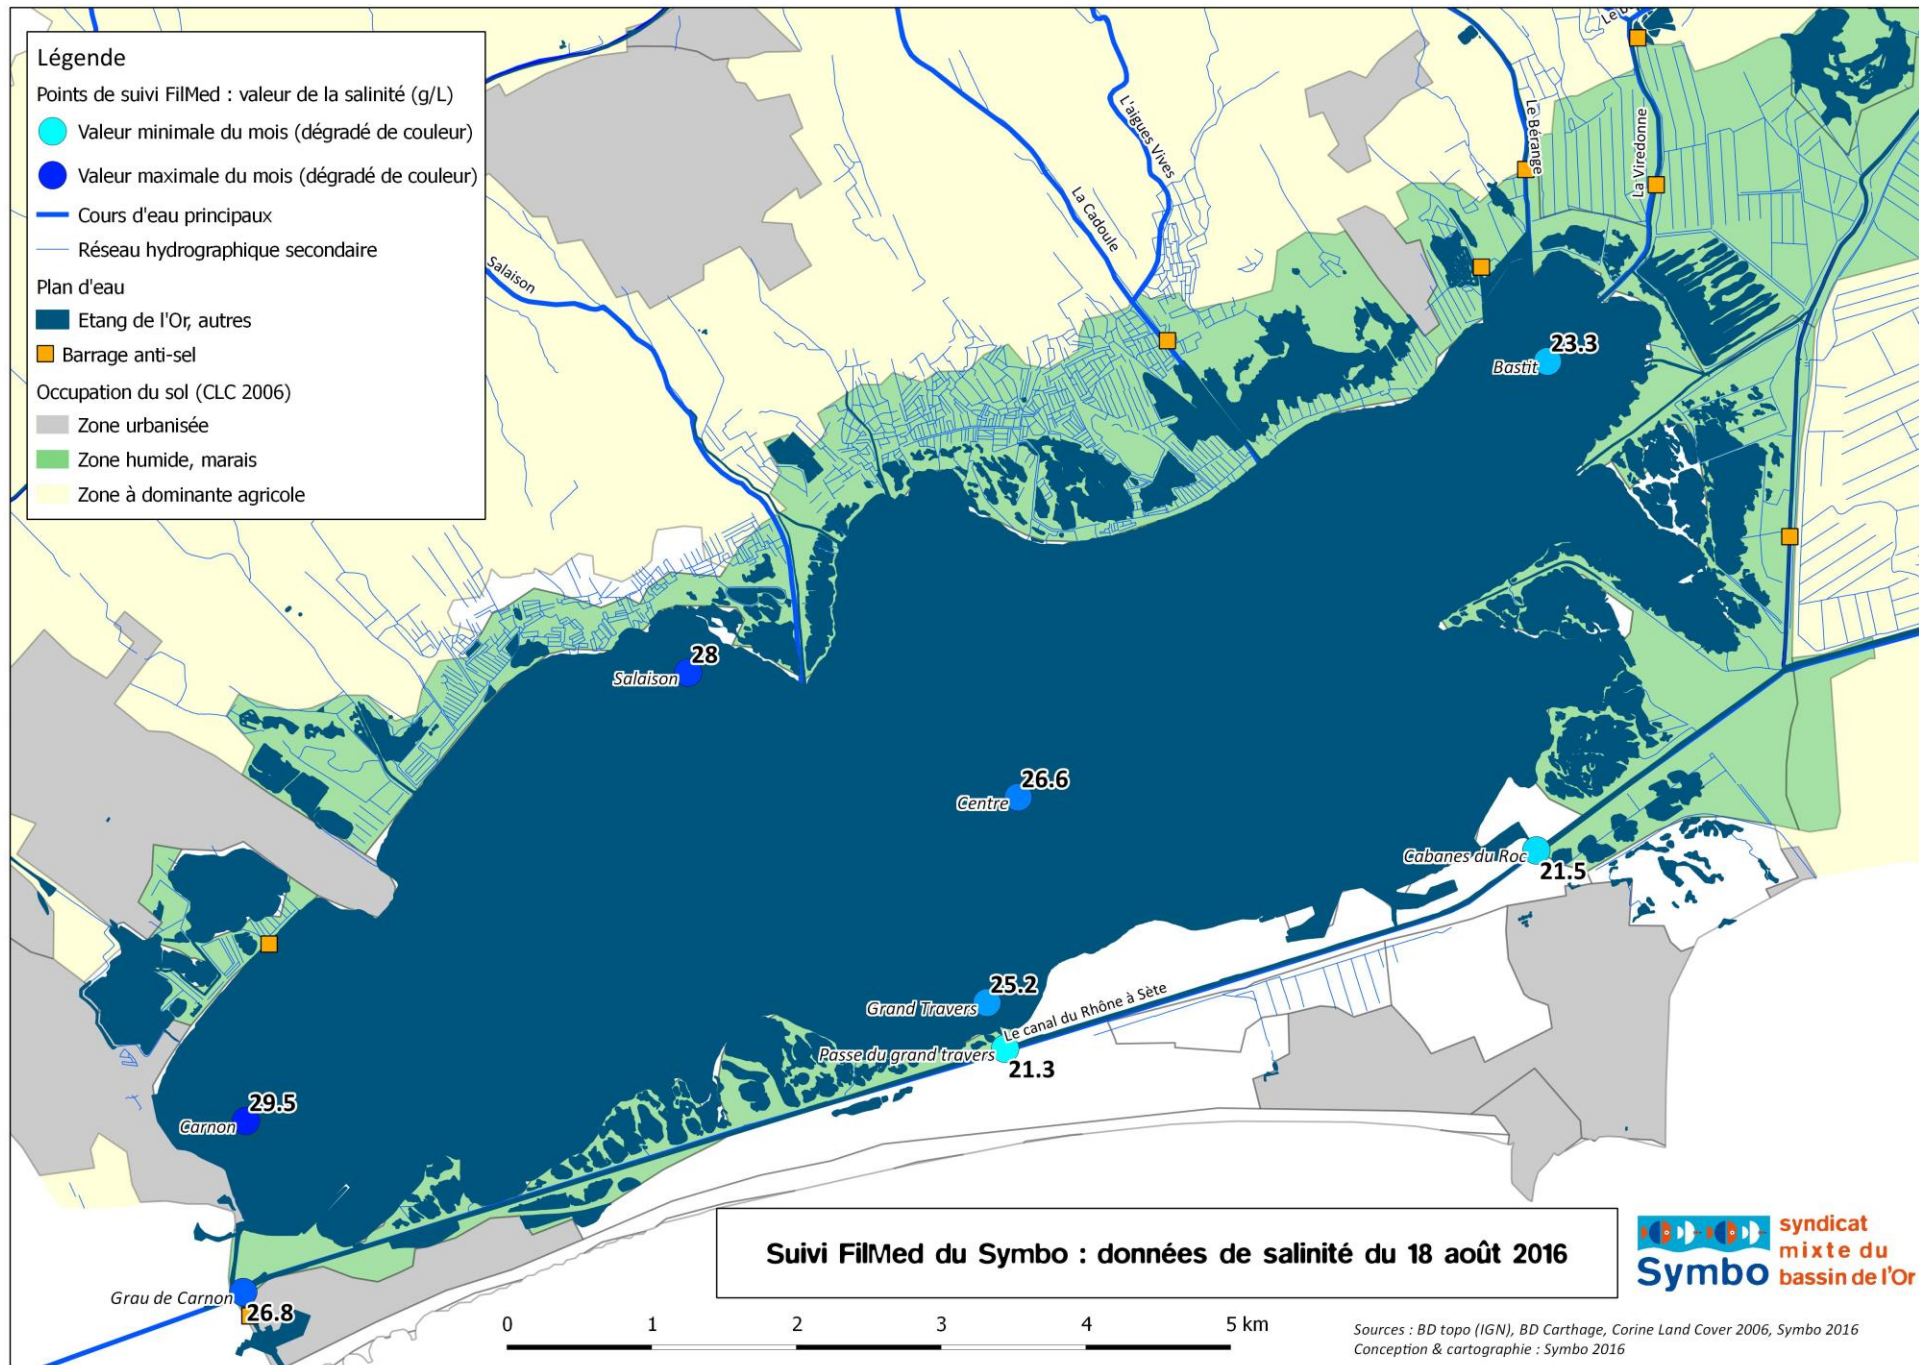 Légende
Points de suivi FilMed : valeur de la salinité (g/L)
Valeur minimale du mois (dégradé de couleur)
Valeur maximale du mois (dégradé de couleur)
Cours d'eau principaux
Réseau hydrographique secondaire
Plan d'eau
Etang de l'Or, autres
Barrage anti-sel
Occupation du sol (CLC 2006)
Zone urbanisée
Zone humide, marais
Zone à dominante agricole
Salaison
La Cadoule
L'aigues Vives
Le Bérange
La Viredonne
23.3
Bastit
28
Salaison
26.6
Centre
Cabanes du Roc
21.5
25.2
Grand Travers
Le canal du Rhône à Sète
Passe du grand travers
21.3
29.5
Carnon
Grau de Carnon
26.8
Suivi FilMed du Symbo : données de salinité du 18 août 2016
Symbo
syndicat
mixte du
bassin de l'Or
0 1 2 3 4 5 km
Sources : BD topo (IGN), BD Carthage, Corine Land Cover 2006, Symbo 2016
Conception & cartographie : Symbo 2016